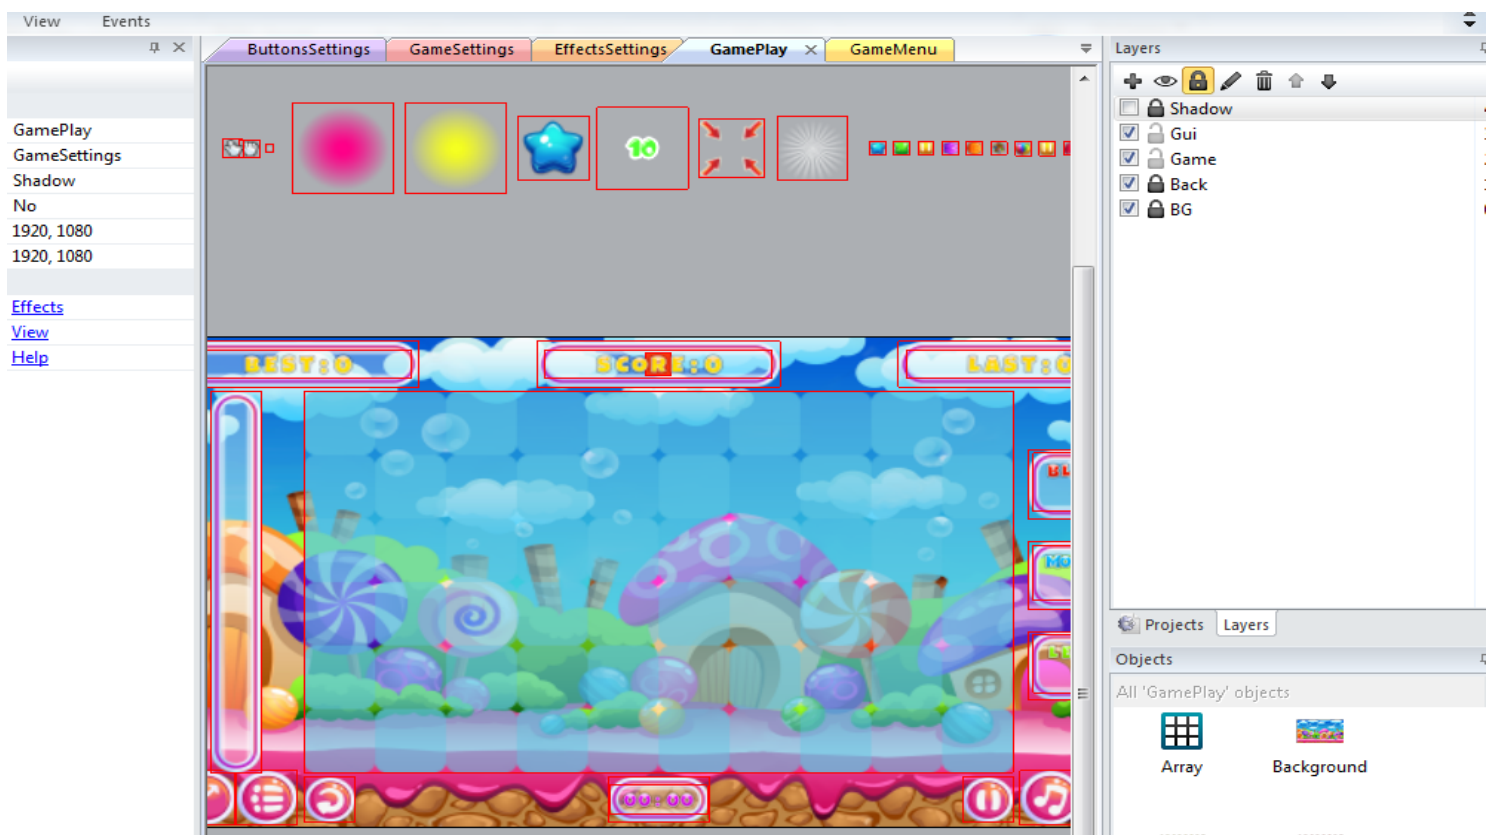 View Events
ButtonsSettings GameSettings EffectsSettings GamePlay GameMenu
Layers
GamePlay
GameSettings
Shadow
No
1920, 1080
1920, 1080
Effects
View
Help
10
Shadow
Gui
Game
Back
BG
BEST:0 SCORE:0 LAST:0
BL
MO
00:00
Projects Layers
Objects
All 'GamePlay' objects
Array Background